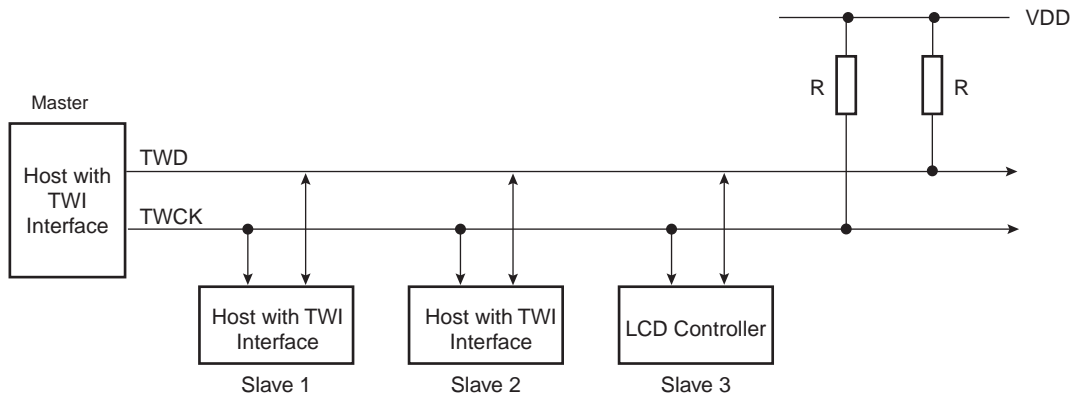 VDD
R
R
Master
Host with
TWI
Interface
TWD
TWCK
Host with TWI
Interface
Slave 1
Host with TWI
Interface
Slave 2
LCD Controller
Slave 3